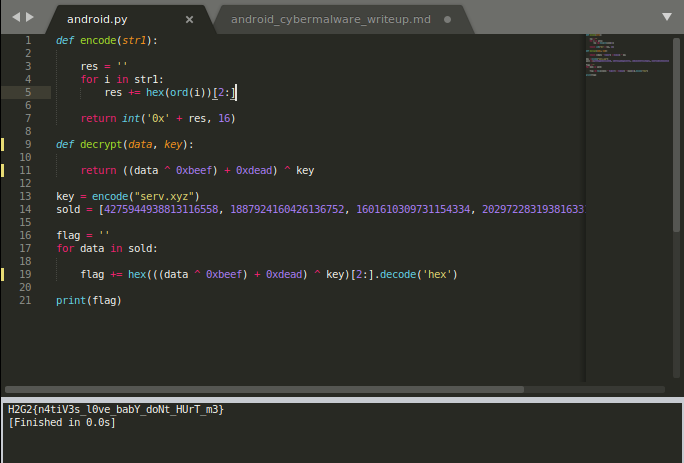 android.py
android_cybermalware_writeup.md
1 def encode(str1):
2
3 res = ''
4 for i in str1:
5 res += hex(ord(i))[2:]
6
7 return int('0x' + res, 16)
8
9 def decrypt(data, key):
10
11 return ((data ^ 0xbeef) + 0xdead) ^ key
12
13 key = encode("serv.xyz")
14 sold = [4275944938813116558, 1887924160426136752, 1601610309731154334, 20297228319381633
15
16 flag = ''
17 for data in sold:
18
19 flag += hex(((data ^ 0xbeef) + 0xdead) ^ key)[2:].decode('hex')
20
21 print(flag)
H2G2{n4tiV3s_l0ve_babY_doNt_HUrT_m3}
[Finished in 0.0s]